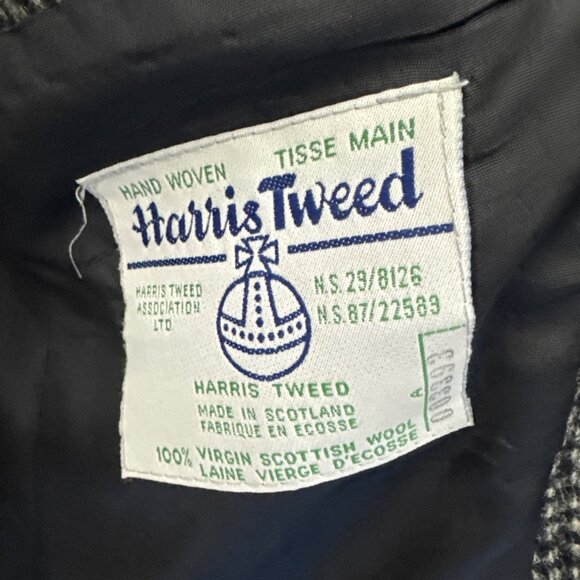 HAND WOVEN TISSE MAIN
Harris Tweed
HARRIS TWEED
ASSOCIATION
LTD.
N.S. 29/8126
N.S. 87/22589
HARRIS TWEED
MADE IN SCOTLAND
FABRIQUE EN ECOSSE
100% VIRGIN SCOTTISH WOOL
LAINE VIERGE D'ECOSSE
A